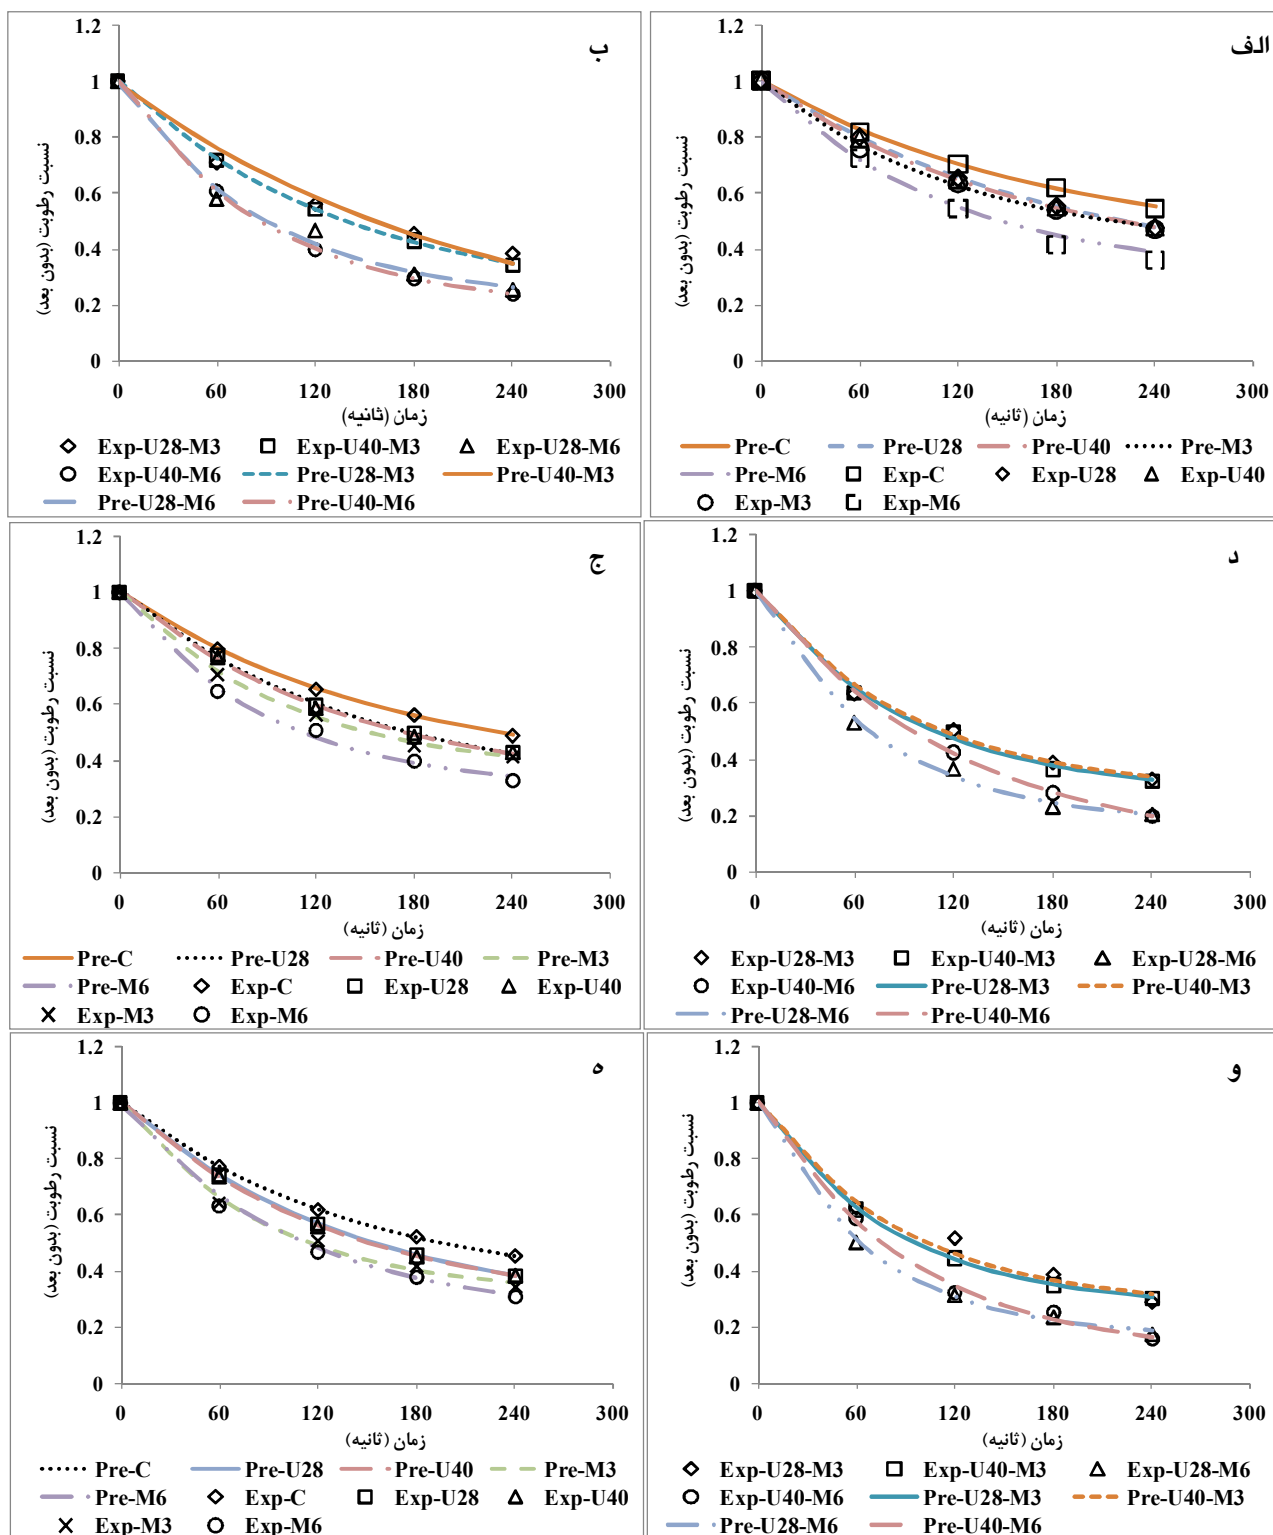 الف
1.2
1
0.8
0.6
0.4
0.2
0
نسبت رطوبت (بدون بعد)
0 60 120 180 240 300
زمان (ثانیه)
Pre-C Pre-U28 Pre-U40 Pre-M3
Pre-M6 Exp-C Exp-U28 Exp-U40
Exp-M3 Exp-M6
ب
1.2
1
0.8
0.6
0.4
0.2
0
نسبت رطوبت (بدون بعد)
0 60 120 180 240 300
زمان (ثانیه)
Exp-U28-M3 Exp-U40-M3 Exp-U28-M6
Exp-U40-M6 Pre-U28-M3 Pre-U40-M3
Pre-U28-M6 Pre-U40-M6
ج
1.2
1
0.8
0.6
0.4
0.2
0
نسبت رطوبت (بدون بعد)
0 60 120 180 240 300
زمان (ثانیه)
Pre-C Pre-U28 Pre-U40 Pre-M3
Pre-M6 Exp-C Exp-U28 Exp-U40
Exp-M3 Exp-M6
د
1.2
1
0.8
0.6
0.4
0.2
0
نسبت رطوبت (بدون بعد)
0 60 120 180 240 300
زمان (ثانیه)
Exp-U28-M3 Exp-U40-M3 Exp-U28-M6
Exp-U40-M6 Pre-U28-M3 Pre-U40-M3
Pre-U28-M6 Pre-U40-M6
ه
1.2
1
0.8
0.6
0.4
0.2
0
نسبت رطوبت (بدون بعد)
0 60 120 180 240 300
زمان (ثانیه)
Pre-C Pre-U28 Pre-U40 Pre-M3
Pre-M6 Exp-C Exp-U28 Exp-U40
Exp-M3 Exp-M6
و
1.2
1
0.8
0.6
0.4
0.2
0
نسبت رطوبت (بدون بعد)
0 60 120 180 240 300
زمان (ثانیه)
Exp-U28-M3 Exp-U40-M3 Exp-U28-M6
Exp-U40-M6 Pre-U28-M3 Pre-U40-M3
Pre-U28-M6 Pre-U40-M6